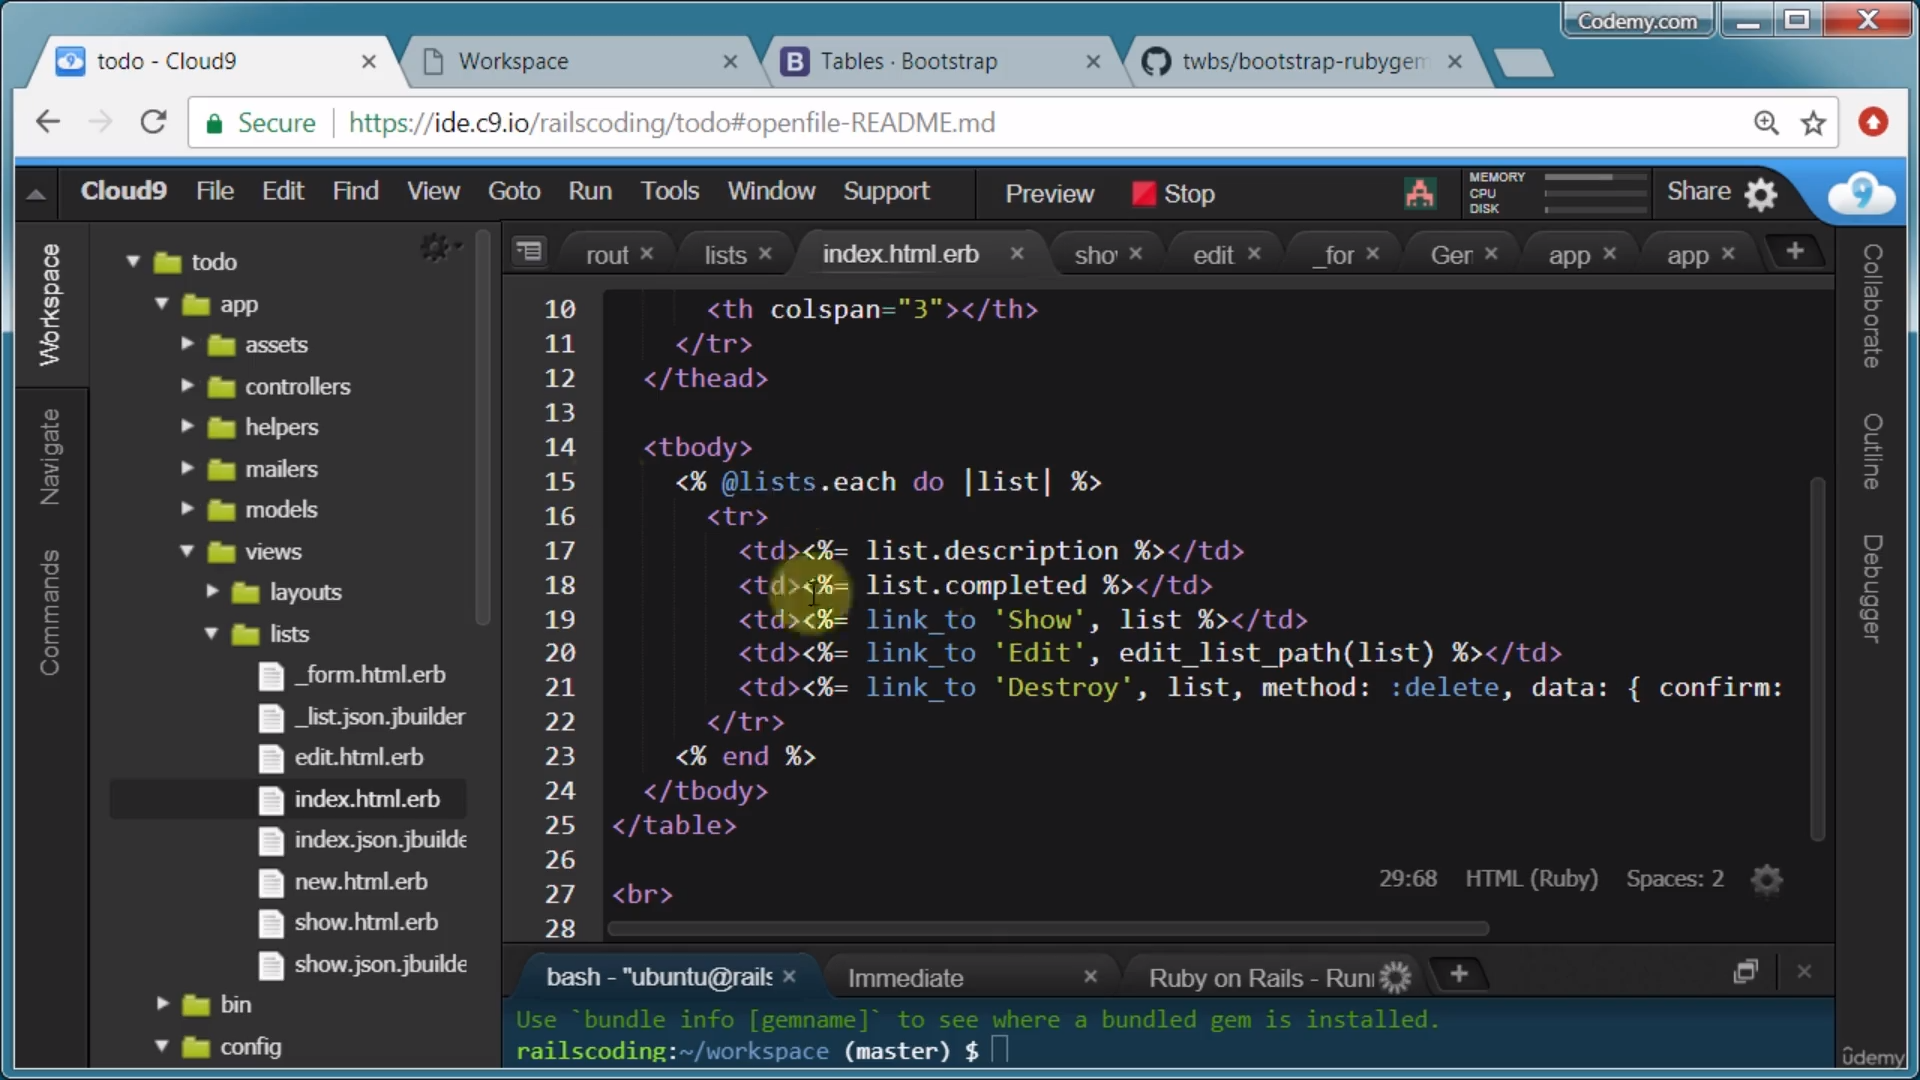 Codemy.com
todo - Cloud9
Workspace
Tables · Bootstrap
twbs/bootstrap-rubygem
Secure
https://ide.c9.io/railscoding/todo#openfile-README.md
Cloud9 File Edit Find View Goto Run Tools Window Support
Preview
Stop
MEMORY
CPU
DISK
Share
Workspace
Navigate
Commands
todo
app
assets
controllers
helpers
mailers
models
views
layouts
lists
_form.html.erb
_list.json.jbuilder
edit.html.erb
index.html.erb
index.json.jbuilde
new.html.erb
show.html.erb
show.json.jbuilde
bin
config
rout
lists
index.html.erb
sho
edit
_for
Gen
app
app
10 <th colspan="3"></th>
11 </tr>
12 </thead>
13
14 <tbody>
15 <% @lists.each do |list| %>
16 <tr>
17 <td><%= list.description %></td>
18 <td><%= list.completed %></td>
19 <td><%= link_to 'Show', list %></td>
20 <td><%= link_to 'Edit', edit_list_path(list) %></td>
21 <td><%= link_to 'Destroy', list, method: :delete, data: { confirm:
22 </tr>
23 <% end %>
24 </tbody>
25 </table>
26
27 <br>
28
29:68 HTML (Ruby) Spaces: 2
Collaborate
Outline
Debugger
bash - "ubuntu@rails
Immediate
Ruby on Rails - Run
Use `bundle info [gemname]` to see where a bundled gem is installed.
railscoding:~/workspace (master) $
udemy